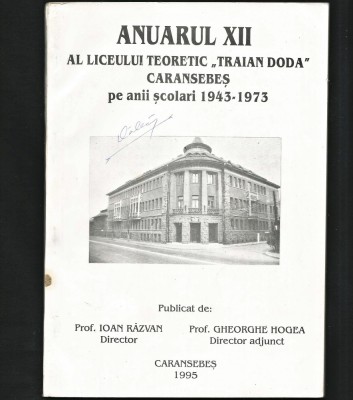 ANUARUL XII
AL LICEULUI TEORETIC „TRAIAN DODA"
CARANSEBEȘ
pe anii școlari 1943-1973
Publicat de:
Prof. IOAN RĂZVAN
Director
Prof. GHEORGHE HOGEA
Director adjunct
CARANSEBEȘ
1995